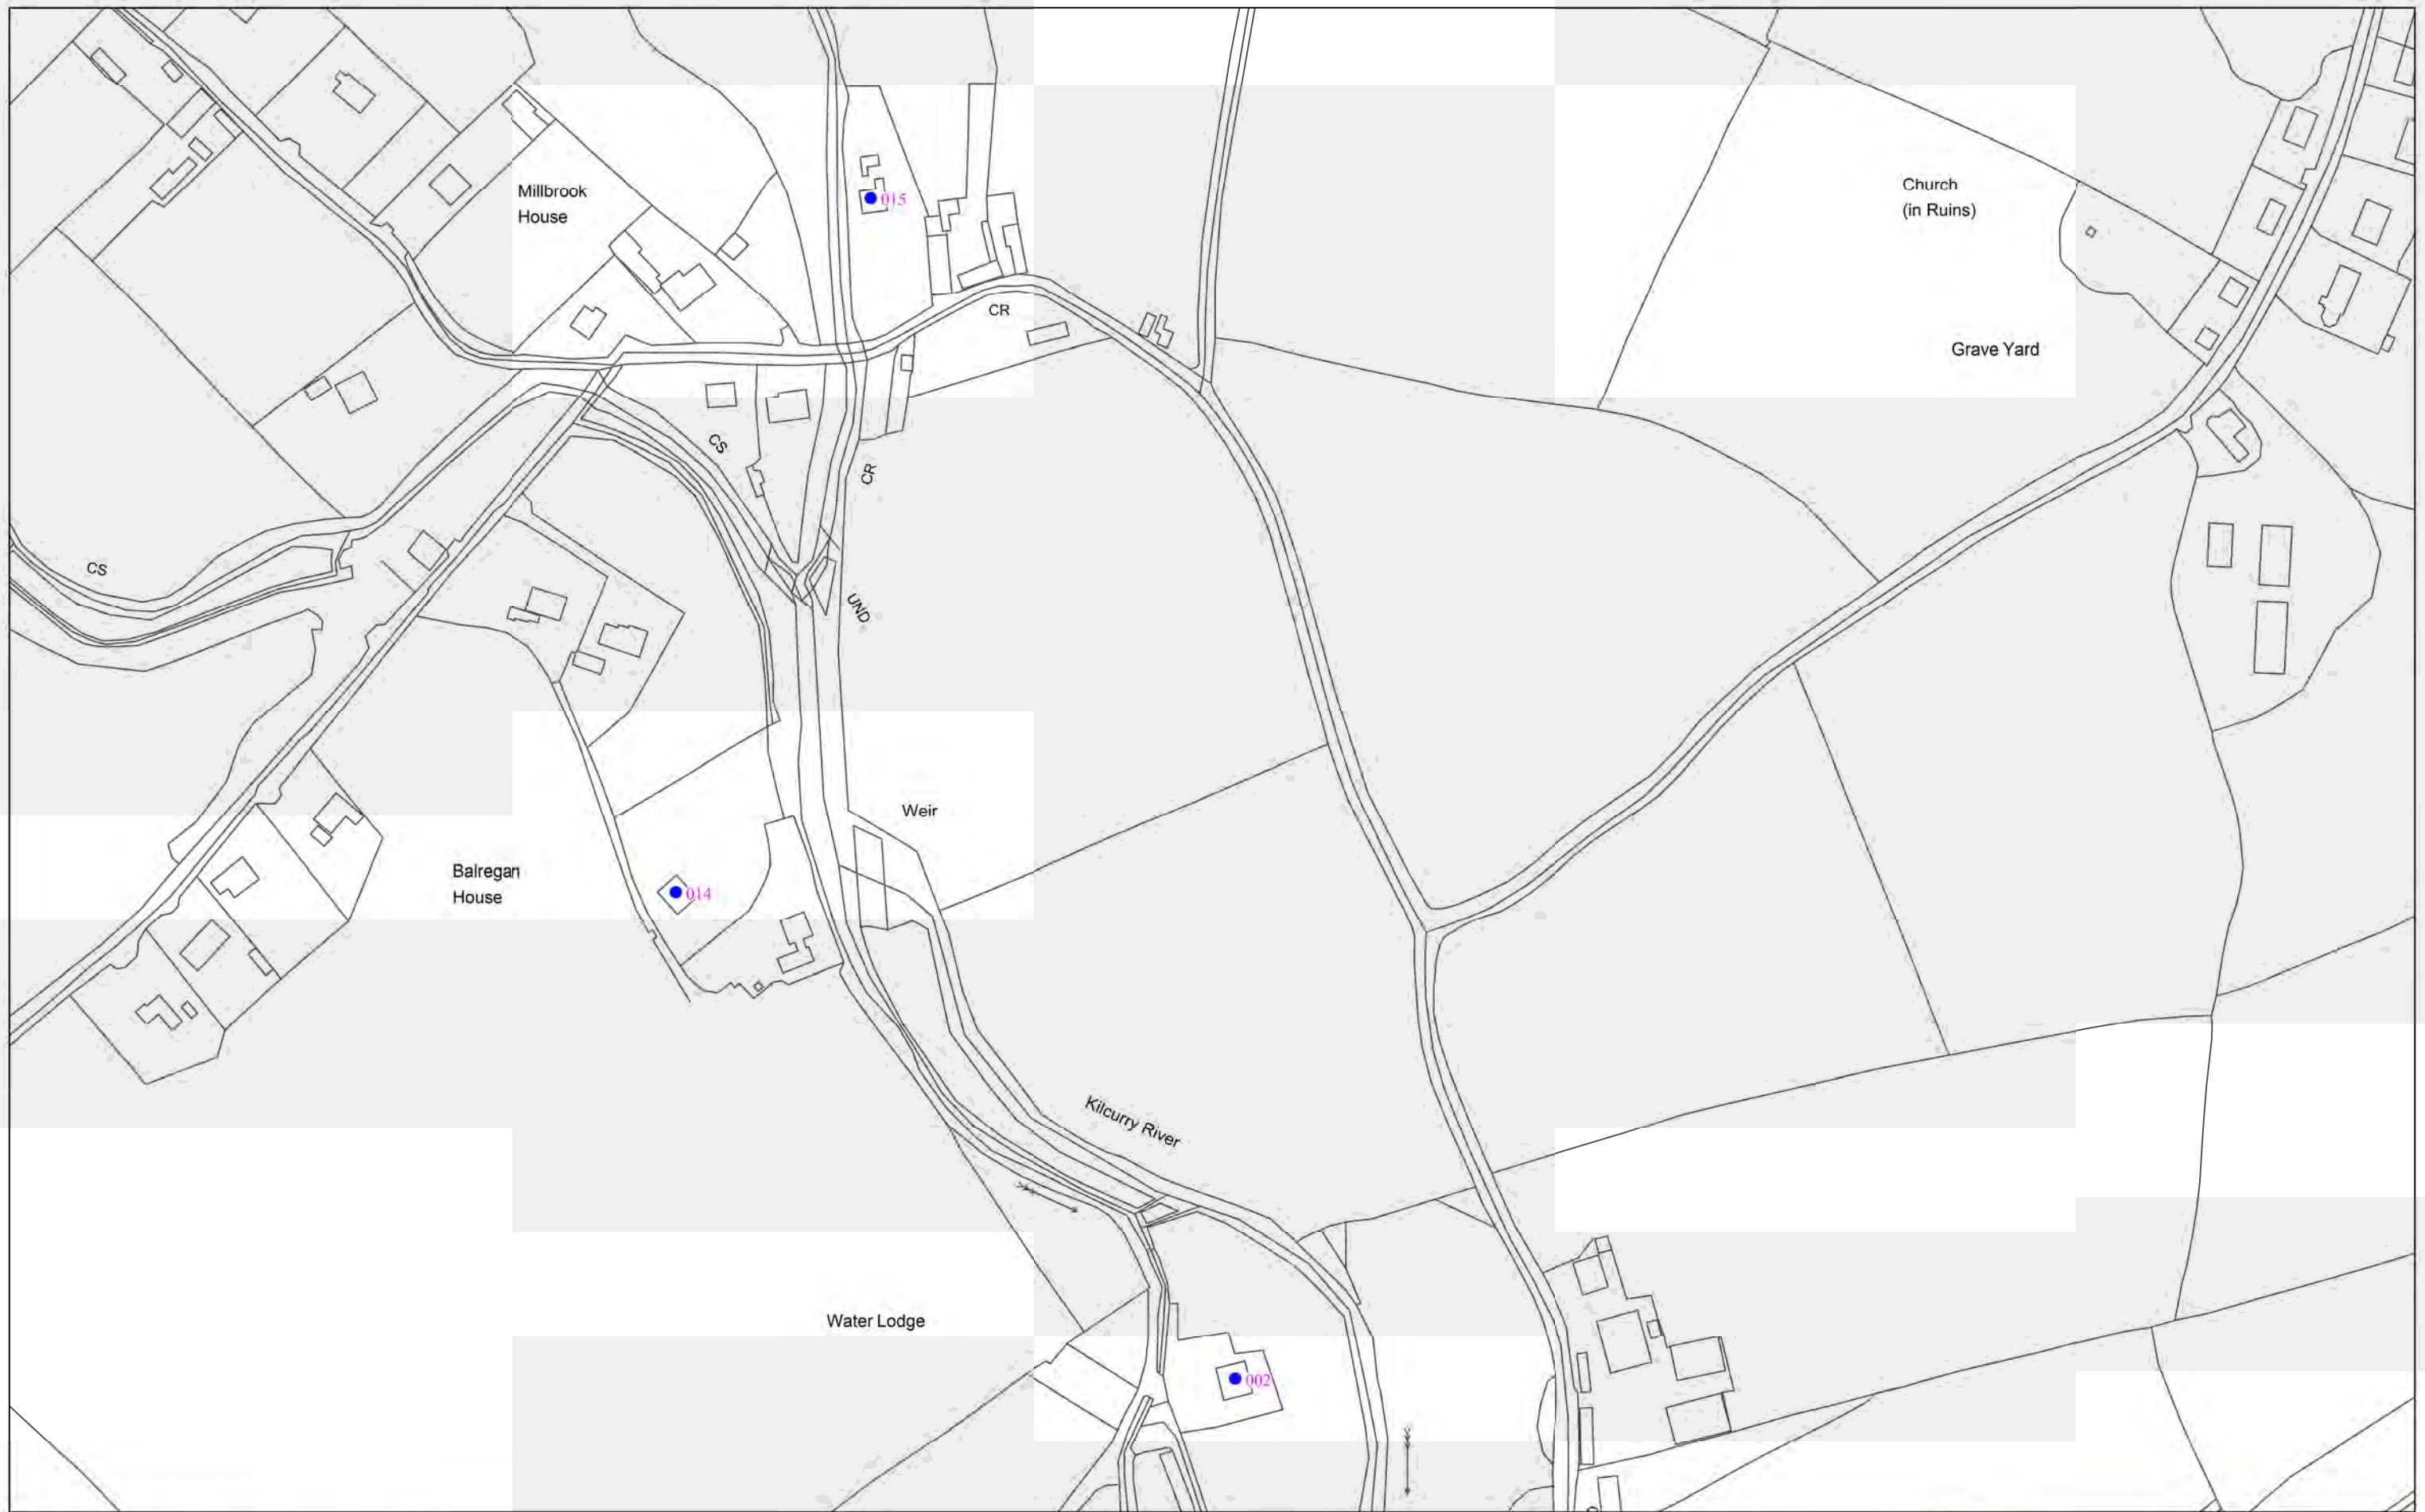 Millbrook
House
015
Church
(in Ruins)
CR
Grave Yard
CS
CR
CS
UND
Weir
Balregan
House
014
Kilcurry River
Water Lodge
002